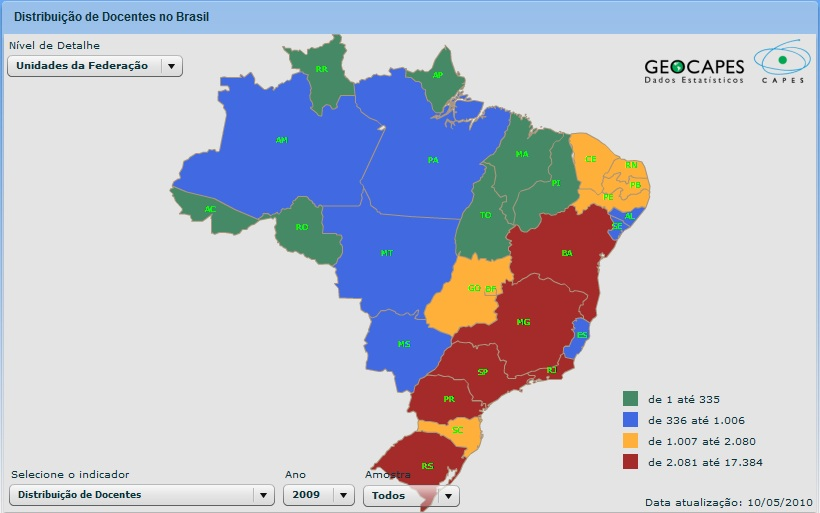 Distribuição de Docentes no Brasil
Nível de Detalhe
Unidades da Federação
GEOCAPES
Dados Estatísticos
CAPES
RR
AP
AM
PA
MA
CE
RN
PB
PI
PE
AC
RO
TO
AL
SE
MT
BA
GO DF
MG
MS
ES
SP
RJ
PR
SC
RS
de 1 até 335
de 336 até 1.006
de 1.007 até 2.080
de 2.081 até 17.384
Selecione o indicador
Distribuição de Docentes
Ano
2009
Amostra
Todos
Data atualização: 10/05/2010